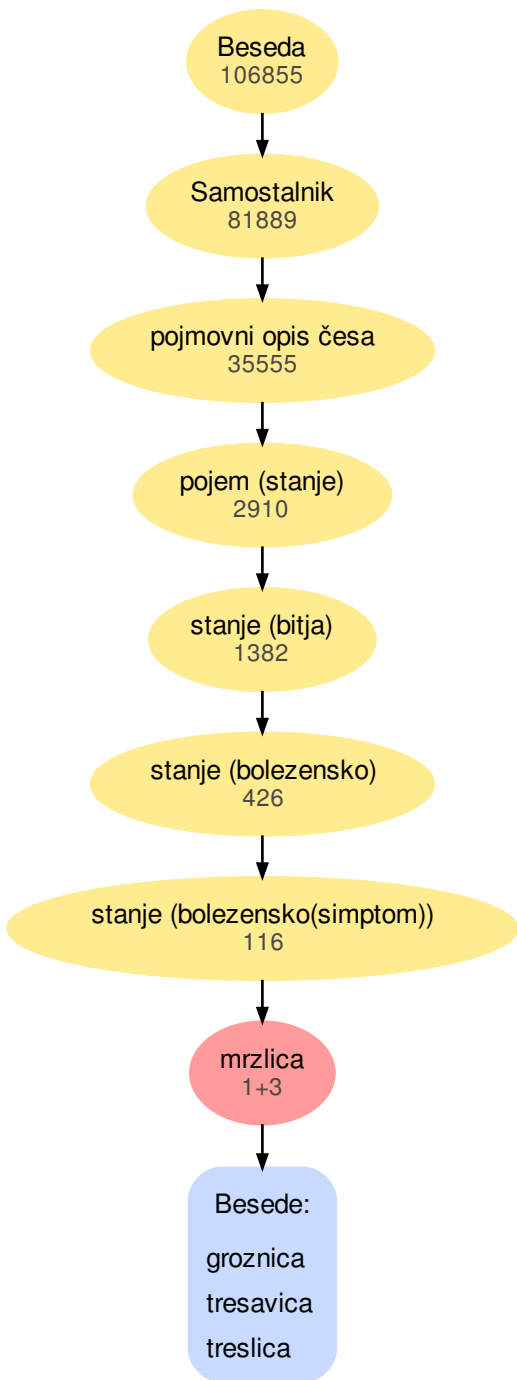 Beseda
106855
Samostalnik
81889
pojmovni opis česa
35555
pojem (stanje)
2910
stanje (bitja)
1382
stanje (bolezensko)
426
stanje (bolezensko(simptom))
116
mrzlica
1+3
Besede:
groznica
tresavica
treslica